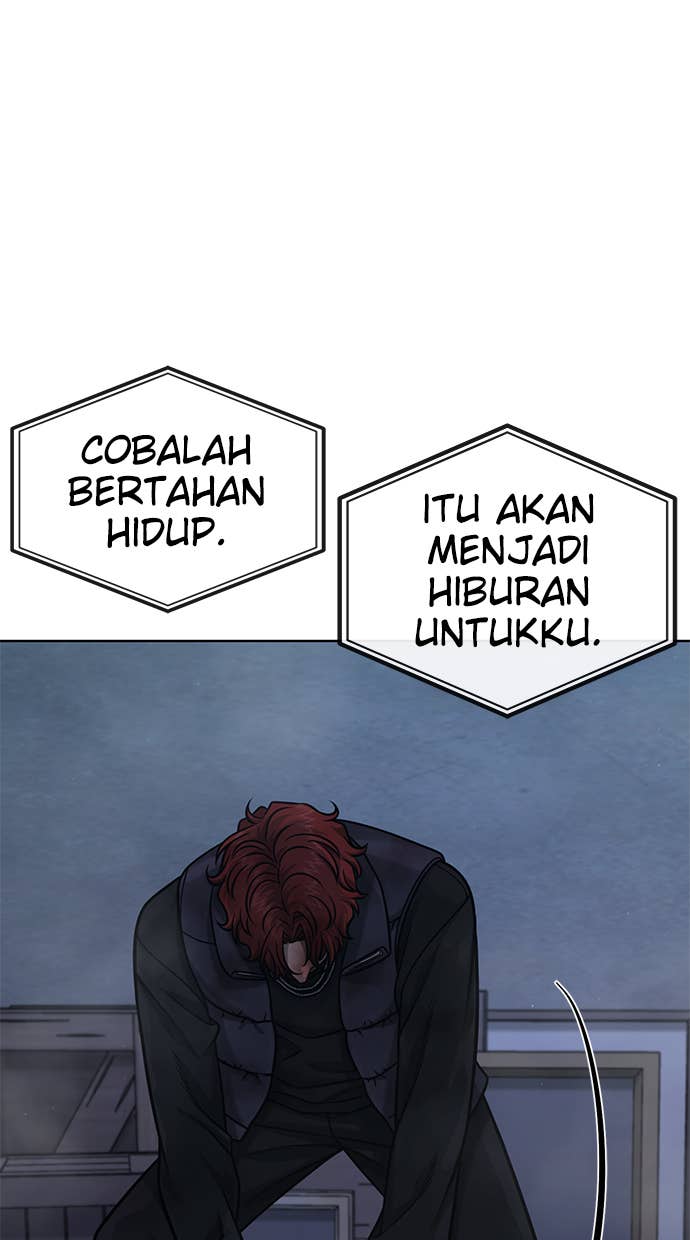 COBALAH
BERTAHAN
HIDUP.
ITU AKAN
MENJADI
HIBURAN
UNTUKKU.